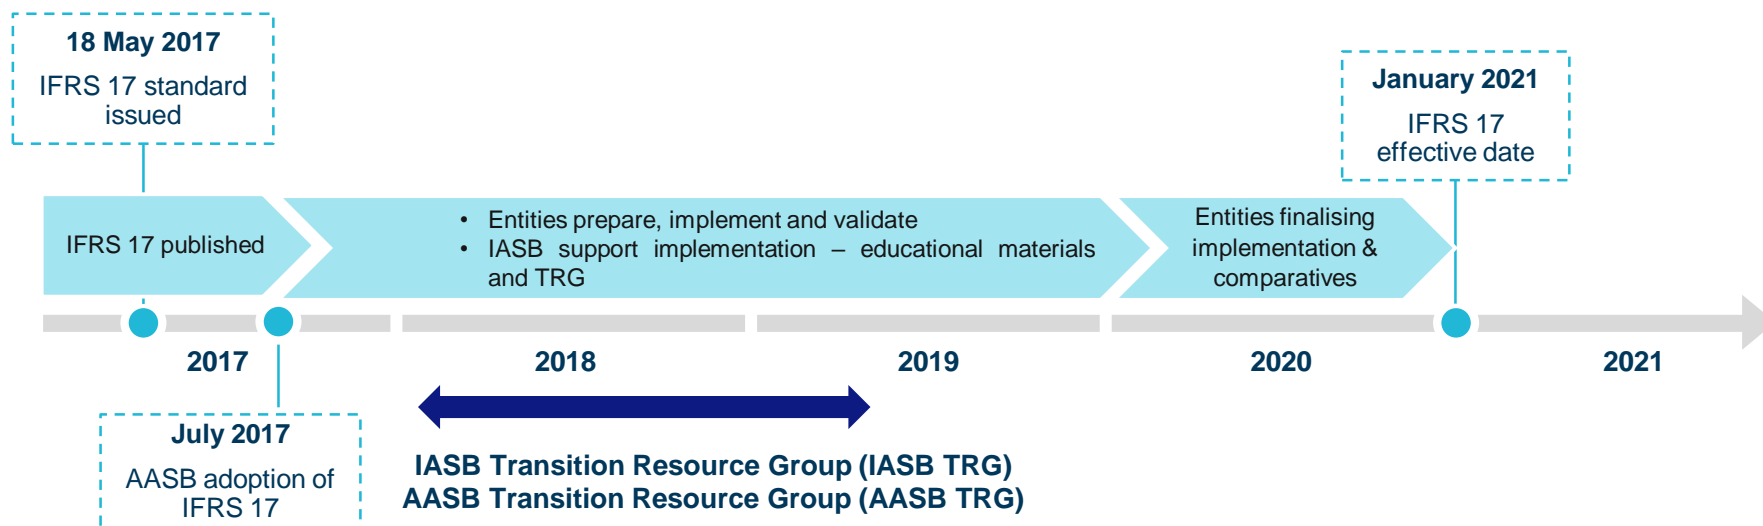 18 May 2017
IFRS 17 standard
issued
January 2021
IFRS 17
effective date
IFRS 17 published
• Entities prepare, implement and validate
• IASB support implementation – educational materials
and TRG
Entities finalising
implementation &
comparatives
2017
2018
2019
2020
2021
July 2017
AASB adoption of
IFRS 17
IASB Transition Resource Group (IASB TRG)
AASB Transition Resource Group (AASB TRG)